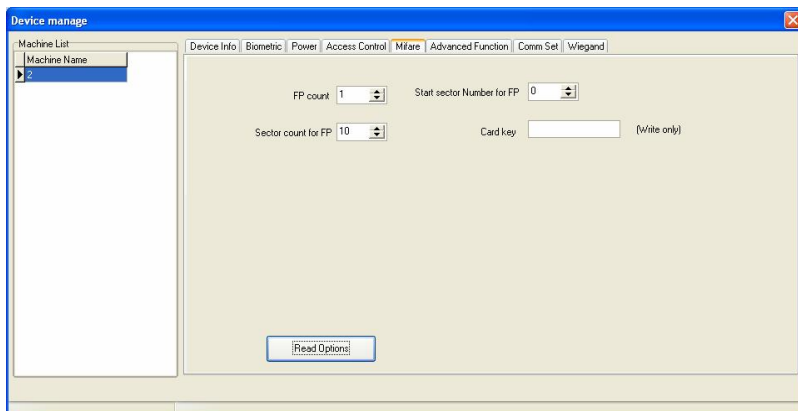 Device manage
Machine List
Machine Name
2
Device Info Biometric Power Access Control Mifare Advanced Function Comm Set Wiegand
FP count 1 Start sector Number for FP 0
Sector count for FP 10 Card key (Write only)
Read Options